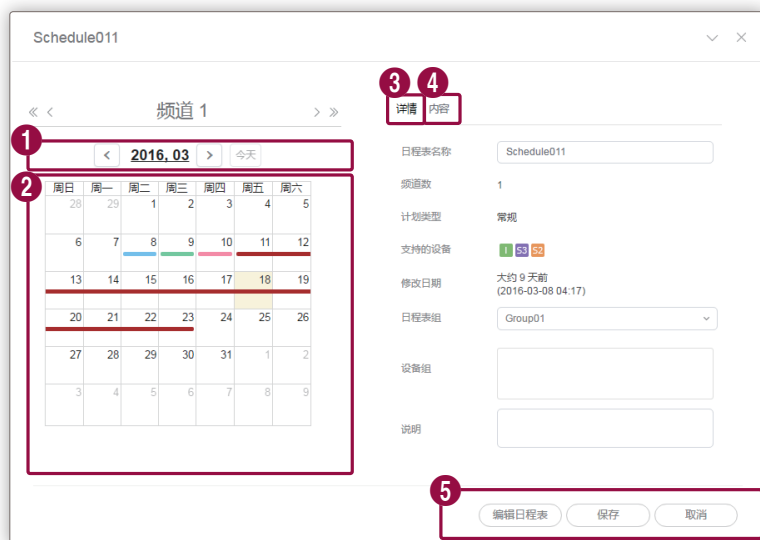 Schedule011
频道 1
1
2016, 03
今天
2
周日 周一 周二 周三 周四 周五 周六
28 29 1 2 3 4 5
6 7 8 9 10 11 12
13 14 15 16 17 18 19
20 21 22 23 24 25 26
27 28 29 30 31 1 2
3 4 5 6 7 8 9
3 4
详情 内容
日程表名称 Schedule011
频道数 1
计划类型 常规
支持的设备 I S3 S2
修改日期 大约 9 天前
(2016-03-08 04:17)
日程表组 Group01
设备组
说明
5
编辑日程表 保存 取消